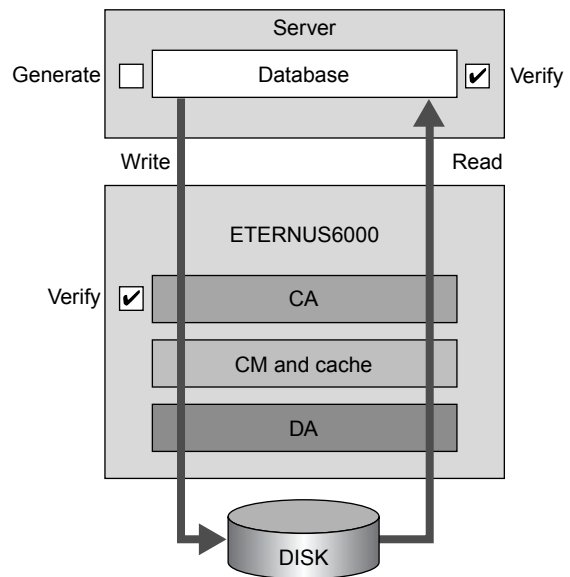 Server
Generate
Database
Verify
Write
Read
ETERNUS6000
Verify
CA
CM and cache
DA
DISK